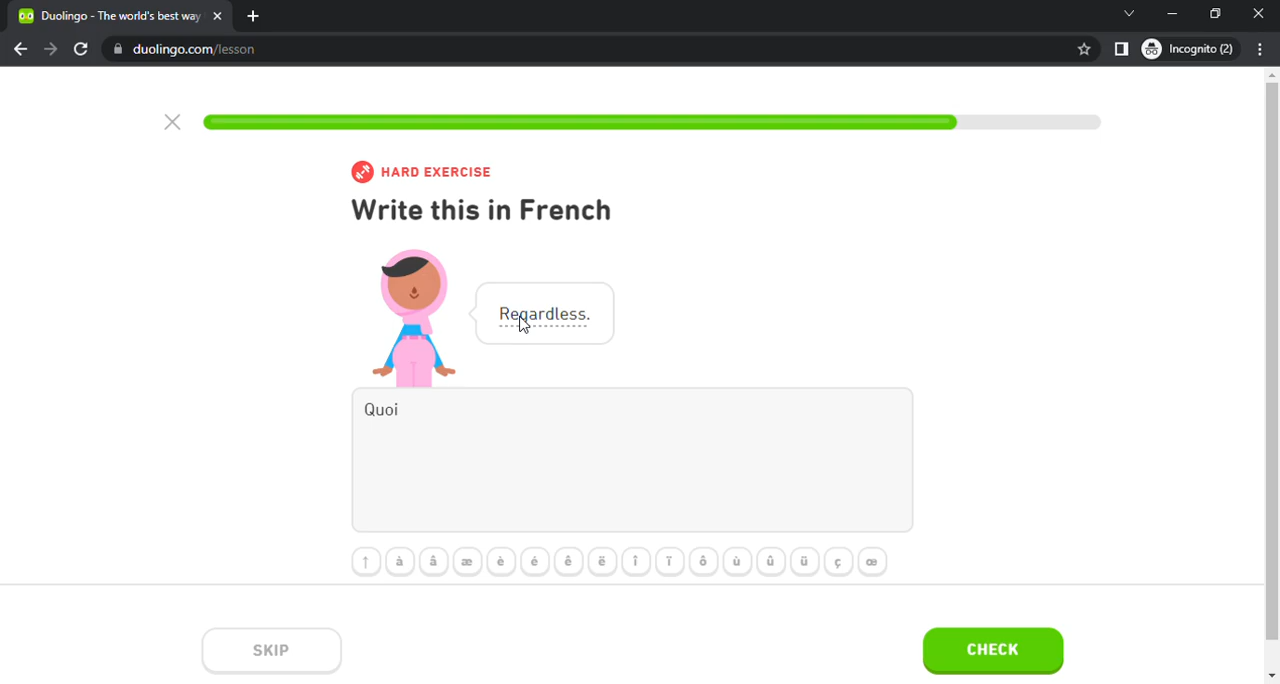 Duolingo - The world's best way
duolingo.com/lesson
Incognito (2)
HARD EXERCISE
Write this in French
Regardless.
Quoi
↑ à â æ è é ê ë î ï ô ù û ü ç œ
SKIP
CHECK